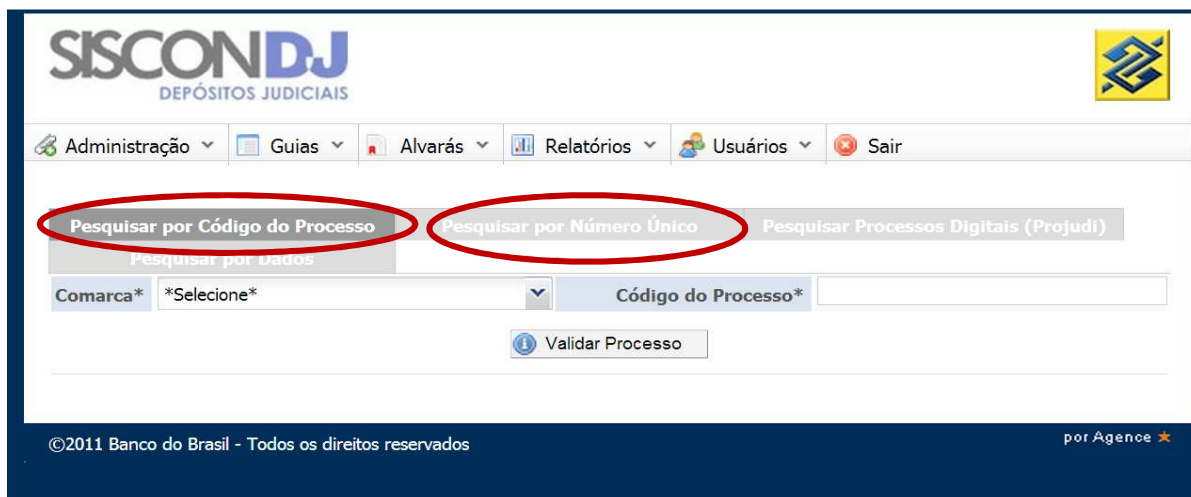 SISCONDJ
DEPÓSITOS JUDICIAIS
Administração Guias Alvarás Relatórios Usuários Sair
Pesquisar por Código do Processo Pesquisar por Número Único Pesquisar Processos Digitais (Projudi)
Pesquisar por Dados
Comarca* *Selecione* Código do Processo*
Validar Processo
©2011 Banco do Brasil - Todos os direitos reservados por Agence